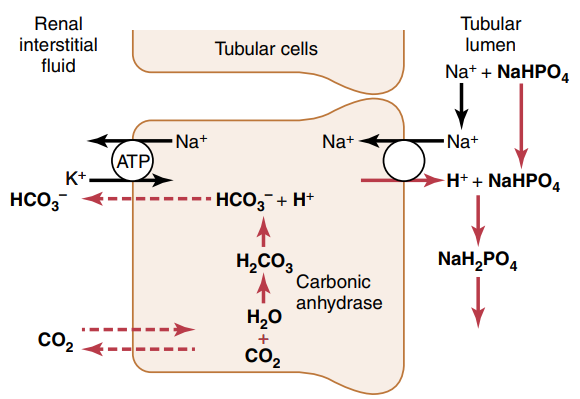 Renal
interstitial
fluid
Tubular cells
Tubular
lumen
Na⁺ + NaHPO₄
Na⁺
Na⁺
Na⁺
ATP
K⁺
H⁺ + NaHPO₄
HCO₃⁻
HCO₃⁻ + H⁺
H₂CO₃
NaH₂PO₄
Carbonic
anhydrase
H₂O
+
CO₂
CO₂